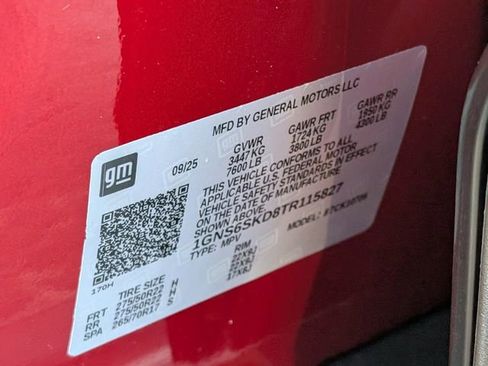 MFD BY GENERAL MOTORS LLC
gm
09/25
GVWR GAWR FRT GAWR RR
3447 KG 1724 KG 1950 KG
7600 LB 3800 LB 4300 LB
THIS VEHICLE CONFORMS TO ALL
APPLICABLE U.S. FEDERAL MOTOR
VEHICLE SAFETY STANDARDS IN EFFECT
ON THE DATE OF MANUFACTURE
1GNS6SKD8TR115827
TYPE: MPV MODEL:
170H
TIRE SIZE RIM
FRT 275/50R22 H 22X9J
RR 275/50R22 H 22X9J
SPA 265/70R17 S 17X8J